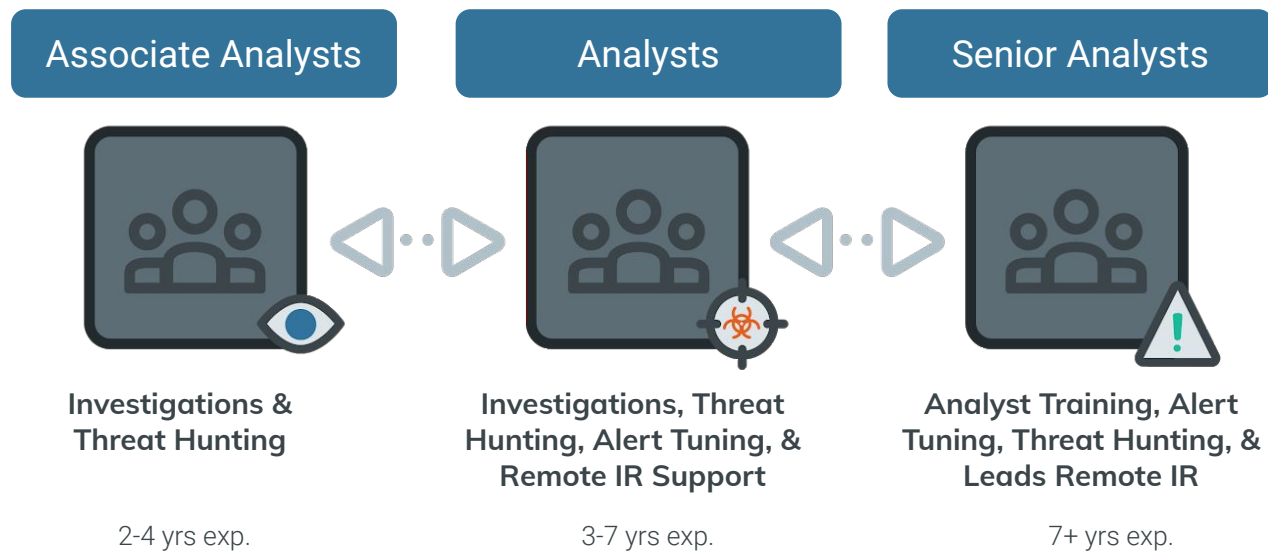 Associate Analysts
Analysts
Senior Analysts
Investigations &
Threat Hunting
Investigations, Threat
Hunting, Alert Tuning, &
Remote IR Support
Analyst Training, Alert
Tuning, Threat Hunting, &
Leads Remote IR
2-4 yrs exp.
3-7 yrs exp.
7+ yrs exp.